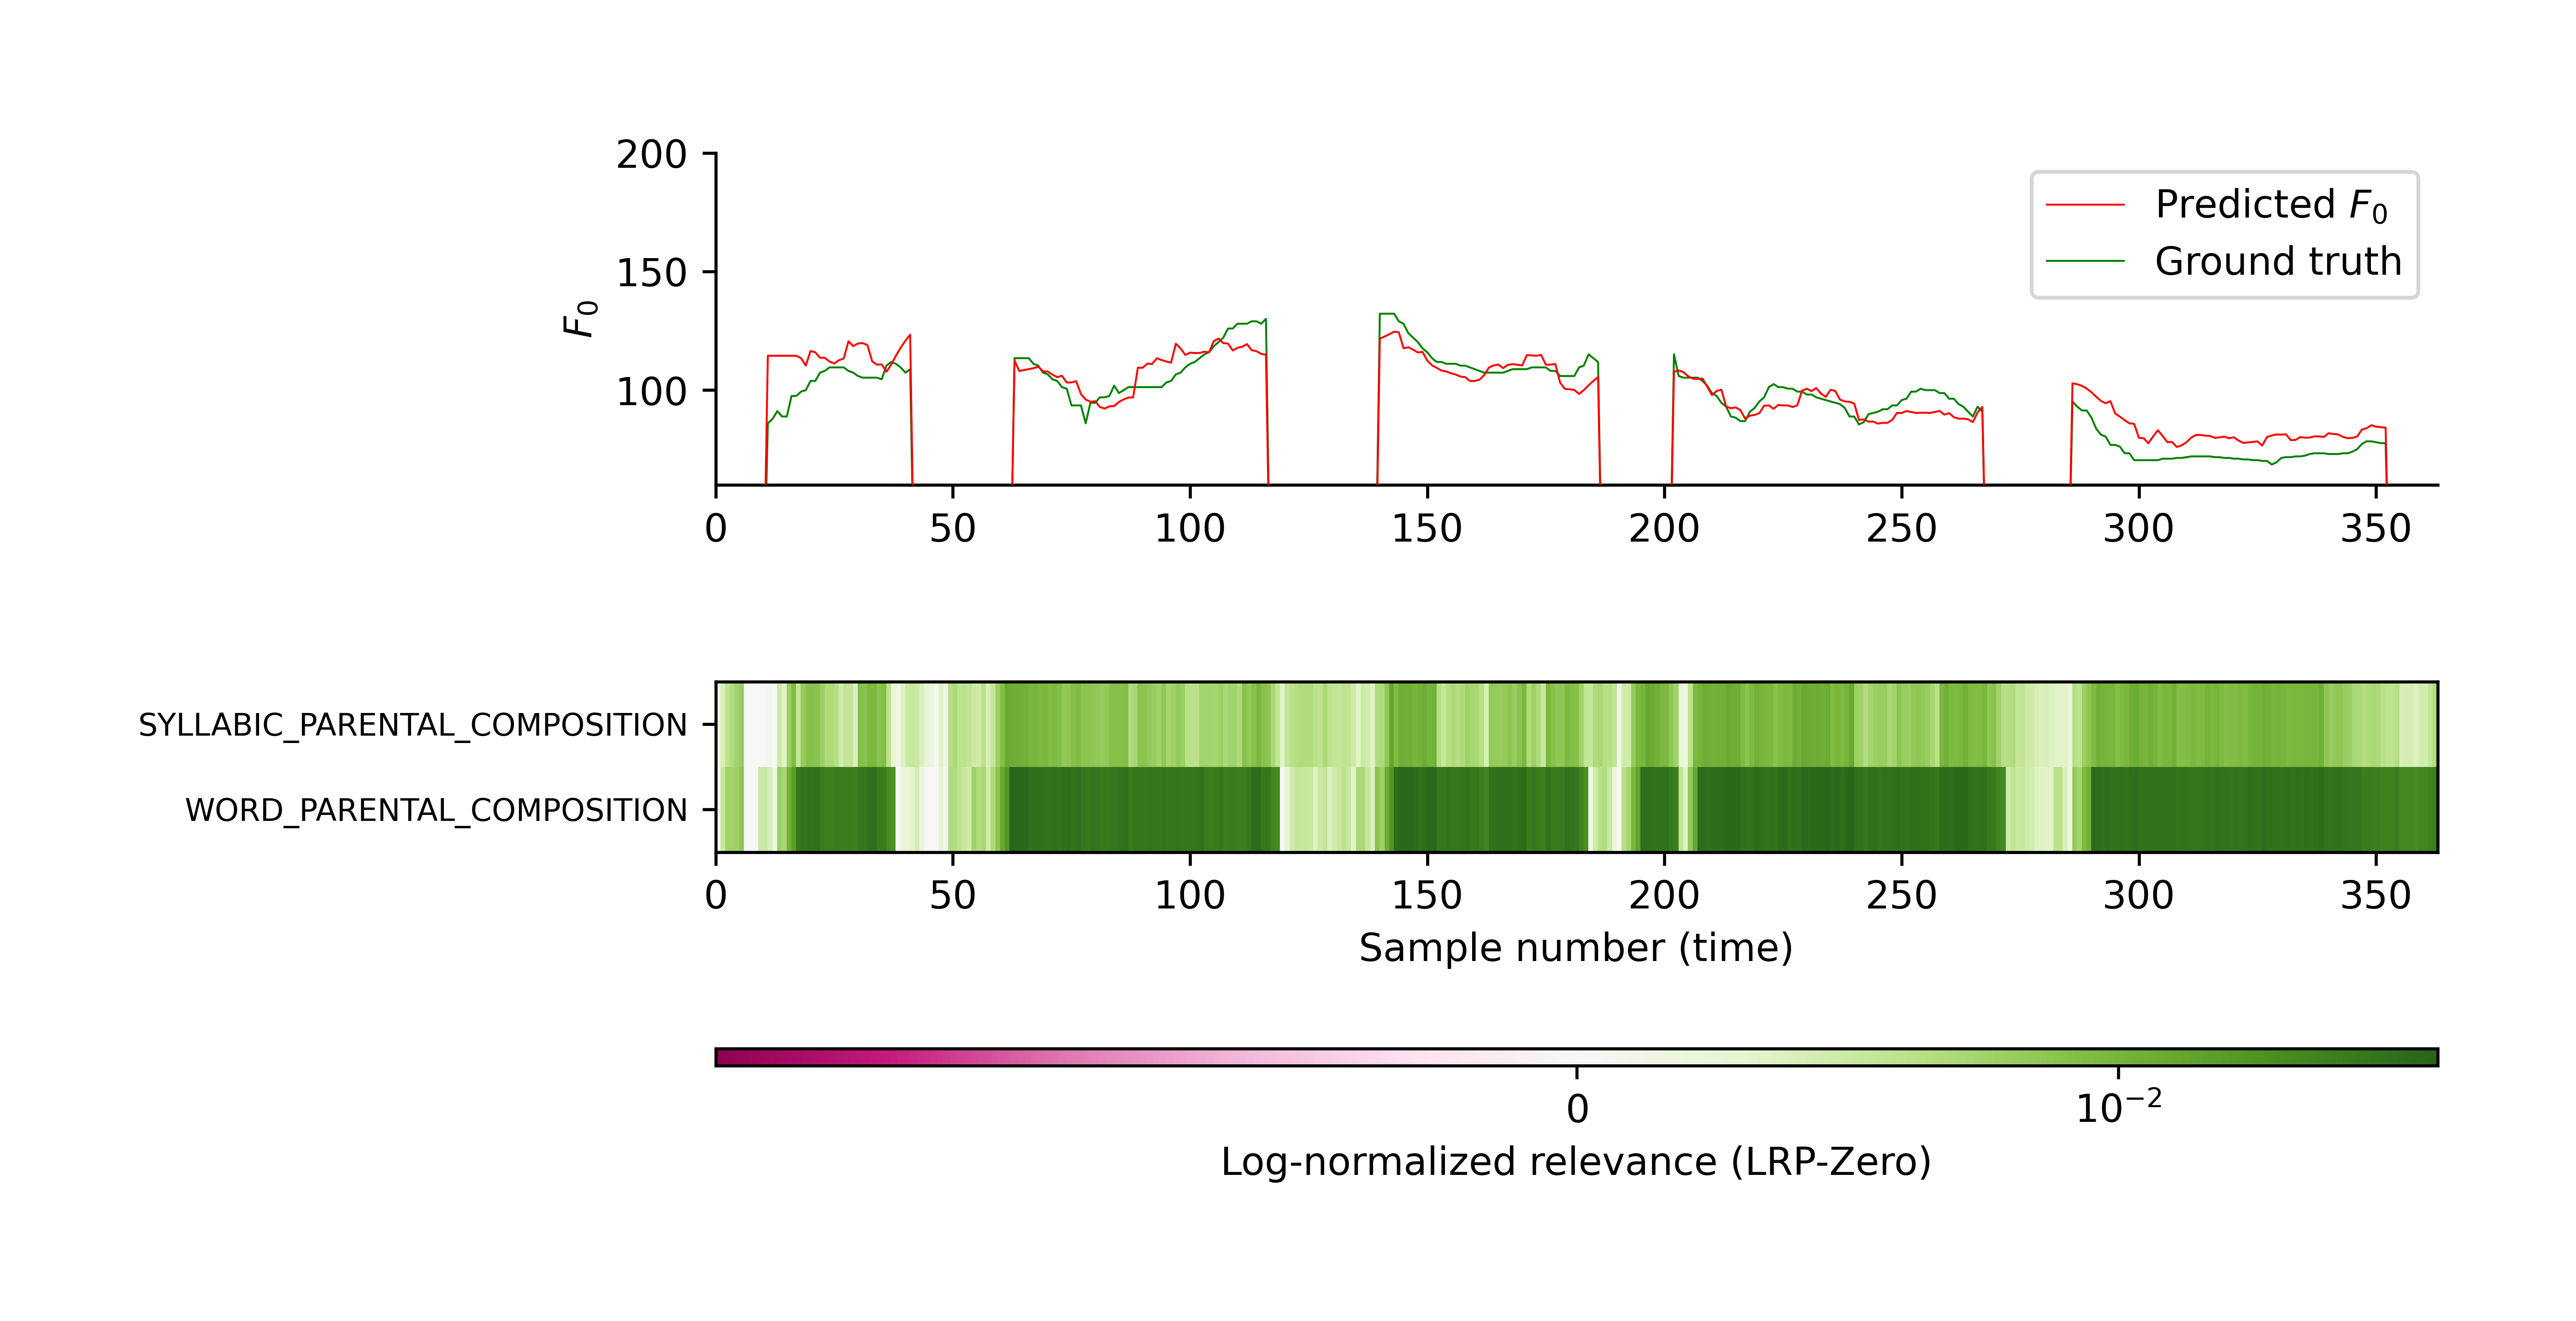 200
150
100
F₀
Predicted F₀
Ground truth
0 50 100 150 200 250 300 350
SYLLABIC_PARENTAL_COMPOSITION
WORD_PARENTAL_COMPOSITION
0 50 100 150 200 250 300 350
Sample number (time)
0 10⁻²
Log-normalized relevance (LRP-Zero)